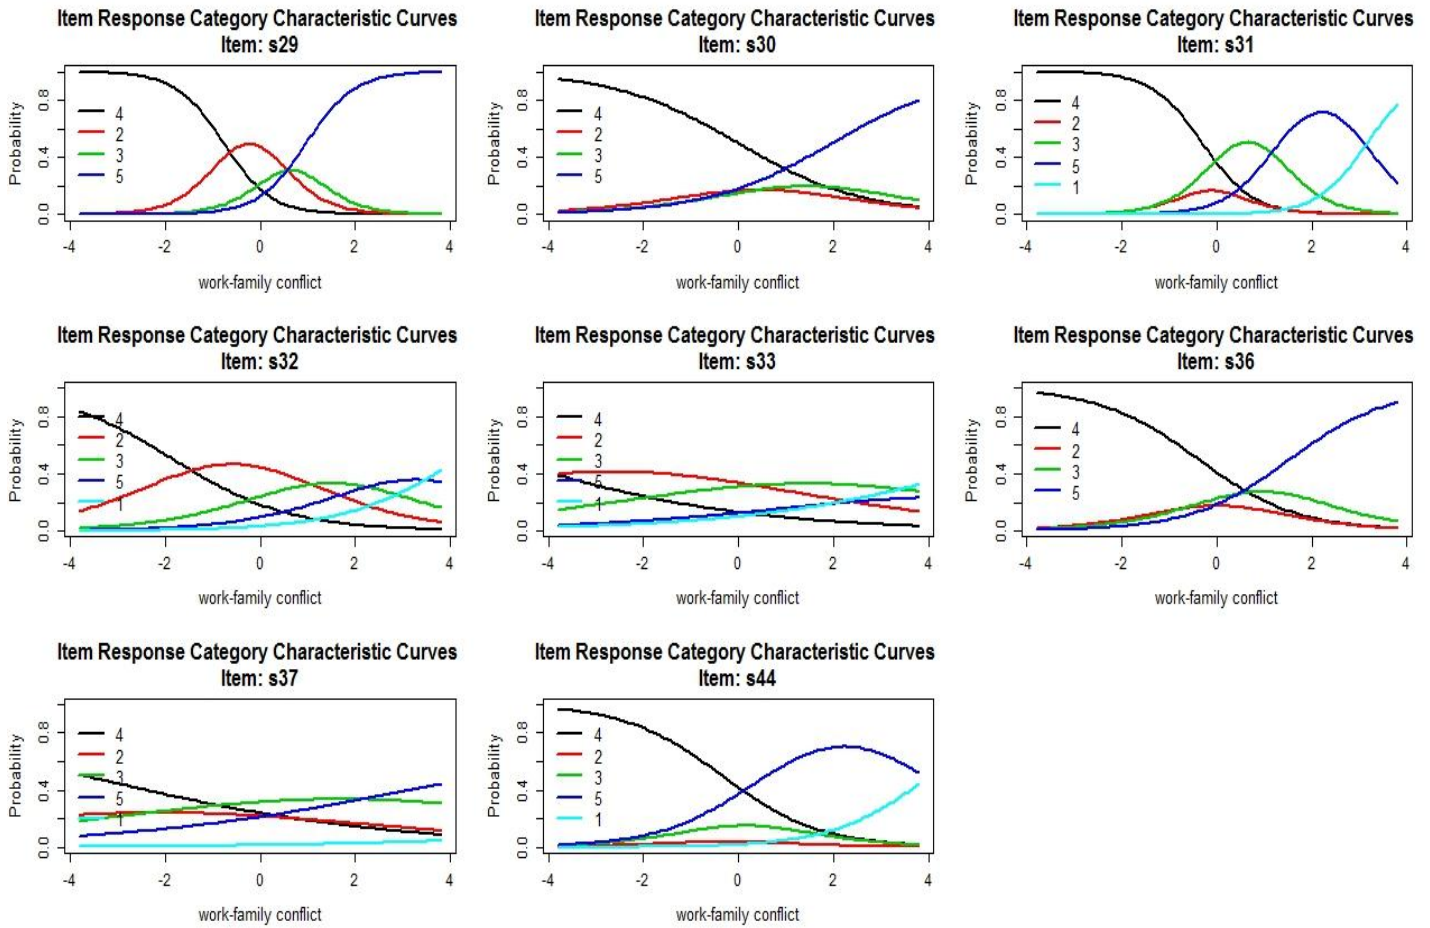 Item Response Category Characteristic Curves
Item: s29
Probability
0.0 0.4 0.8
4
2
3
5
-4 -2 0 2 4
work-family conflict
Item Response Category Characteristic Curves
Item: s30
Probability
0.0 0.4 0.8
4
2
3
5
-4 -2 0 2 4
work-family conflict
Item Response Category Characteristic Curves
Item: s31
Probability
0.0 0.4 0.8
4
2
3
5
1
-4 -2 0 2 4
work-family conflict
Item Response Category Characteristic Curves
Item: s32
Probability
0.0 0.4 0.8
4
2
3
5
1
-4 -2 0 2 4
work-family conflict
Item Response Category Characteristic Curves
Item: s33
Probability
0.0 0.4 0.8
4
2
3
5
1
-4 -2 0 2 4
work-family conflict
Item Response Category Characteristic Curves
Item: s36
Probability
0.0 0.4 0.8
4
2
3
5
-4 -2 0 2 4
work-family conflict
Item Response Category Characteristic Curves
Item: s37
Probability
0.0 0.4 0.8
4
2
3
5
1
-4 -2 0 2 4
work-family conflict
Item Response Category Characteristic Curves
Item: s44
Probability
0.0 0.4 0.8
4
2
3
5
1
-4 -2 0 2 4
work-family conflict